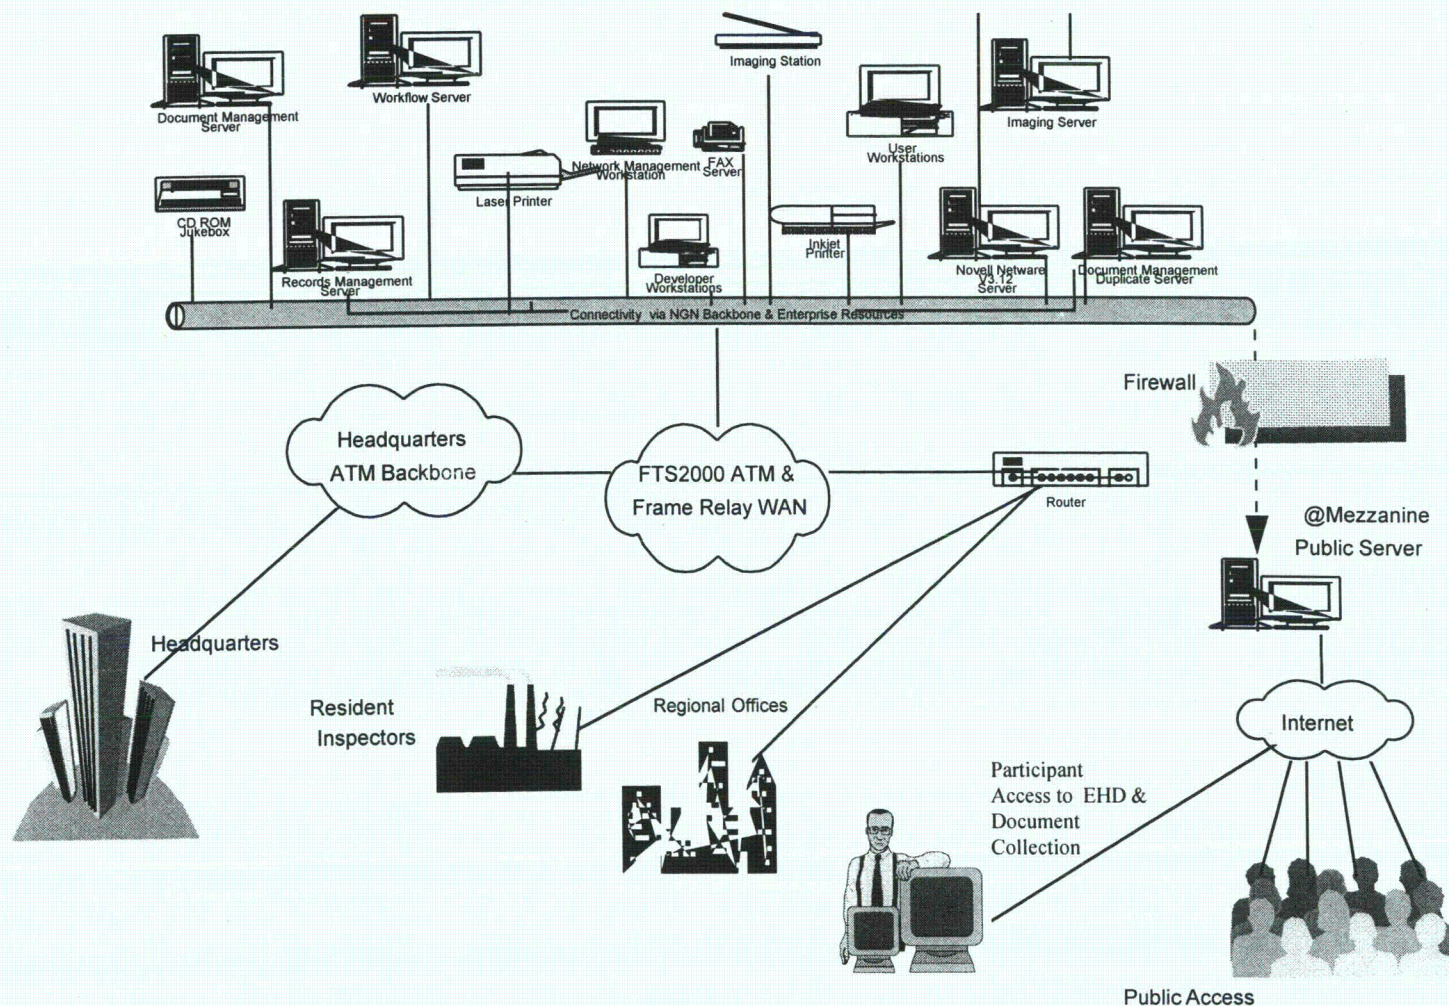 Document Management
Server
Workflow Server
Imaging Station
Imaging Server
User
Workstations
Network Management
Workstation
FAX
Server
Laser Printer
CD ROM
Jukebox
Records Management
Server
Developer
Workstations
Inkjet
Printer
Novell Netware
V3.12
Server
Document Management
Duplicate Server
Connectivity via NGN Backbone & Enterprise Resources
Firewall
Headquarters
ATM Backbone
FTS2000 ATM &
Frame Relay WAN
Router
@Mezzanine
Public Server
Headquarters
Resident
Inspectors
Regional Offices
Internet
Participant
Access to EHD &
Document
Collection
Public Access